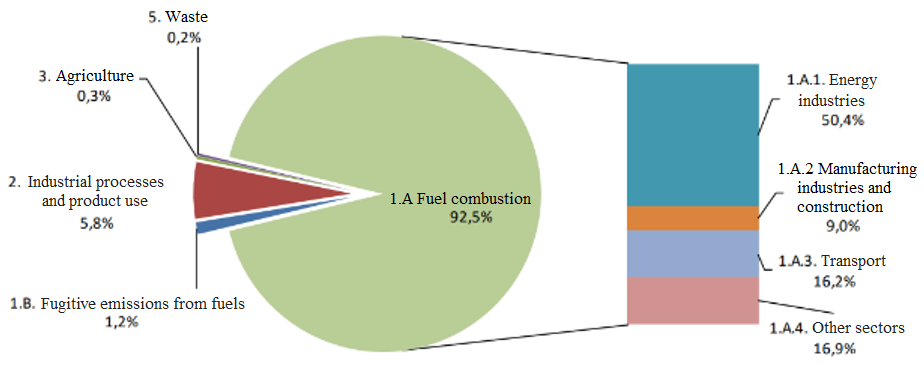 5. Waste
0,2%
3. Agriculture
0,3%
2. Industrial processes
and product use
5,8%
1.B. Fugitive emissions from fuels
1,2%
1.A Fuel combustion
92,5%
1.A.1. Energy
industries
50,4%
1.A.2 Manufacturing
industries and
construction
9,0%
1.A.3. Transport
16,2%
1.A.4. Other sectors
16,9%